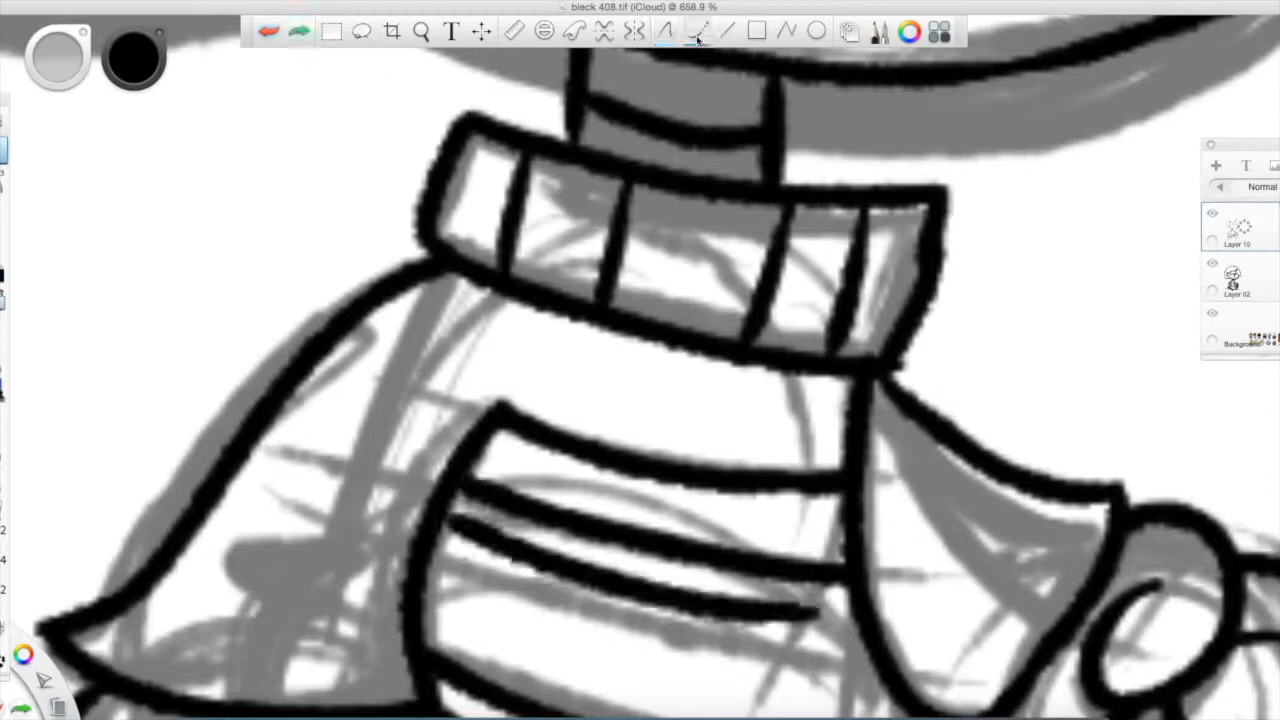 bleck 408.tif (iCloud) @ 658.9 %
T
T
Normal
Layer 10
Layer 02
Background